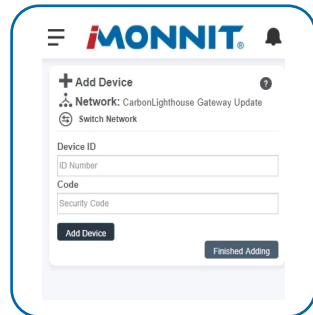 iMONNIT®
Add Device
Network: CarbonLighthouse Gateway Update
Switch Network
Device ID
ID Number
Code
Security Code
Add Device
Finished Adding